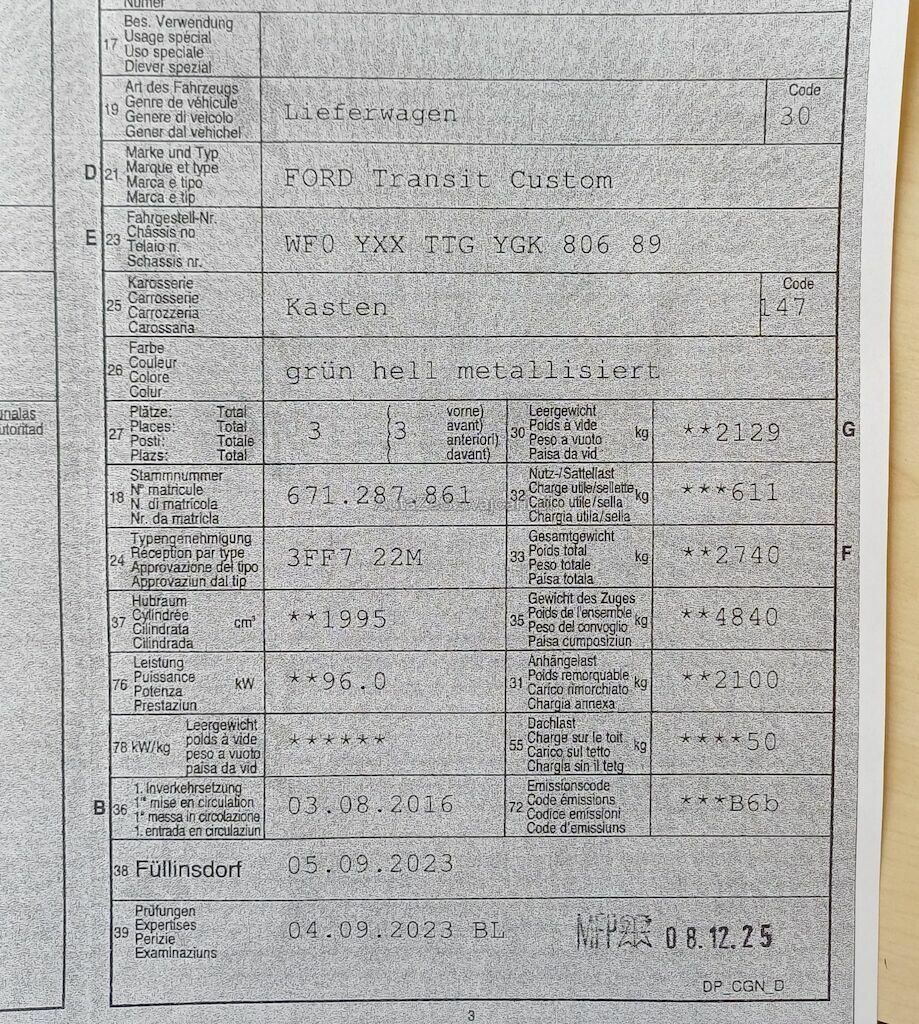 Numer
17
Bes. Verwendung
Usage spécial
Uso speciale
Diever spezial
19
Art des Fahrzeugs
Genre de véhicule
Genere di veicolo
Gener dal vehichel
Lieferwagen
Code
30
D
21
Marke und Typ
Marque et type
Marca e tipo
Marca e tip
FORD Transit Custom
E
23
Fahrgestell-Nr.
Châssis no
Telaio n.
Schassis nr.
WF0 YXX TTG YGK 806 89
25
Karosserie
Carrosserie
Carrozzeria
Carossaria
Kasten
Code
147
26
Farbe
Couleur
Colore
Colur
grün hell metallisiert
27
Plätze: Total
Places: Total
Posti: Totale
Plazs: Total
3
(3
vorne)
avant)
anteriori)
davant)
30
Leergewicht
Poids à vide
Peso a vuoto
Paisa da vid
kg
**2129
G
18
Stammnummer
N° matricule
N. di matricola
Nr. da matricla
671.287.861
32
Nutz-/Sattellast
Charge utile/sellette
Carico utile/sella
Chargia utila/sella
kg
***611
24
Typengenehmigung
Réception par type
Approvazione del tipo
Approvaziun dal tip
3FF7 22M
33
Gesamtgewicht
Poids total
Peso totale
Paisa totala
kg
**2740
F
37
Hubraum
Cylindrée
Cilindrata
Cilindrada
cm³
**1995
35
Gewicht des Zuges
Poids de l'ensemble
Peso del convoglio
Paisa cumposiziun
kg
**4840
76
Leistung
Puissance
Potenza
Prestaziun
kW
**96.0
31
Anhängelast
Poids remorquable
Carico rimorchiato
Chargia annexa
kg
**2100
78 kW/kg
Leergewicht
poids à vide
peso a vuoto
paisa da vid
******
55
Dachlast
Charge sur le toit
Carico sul tetto
Chargia sin il tetg
kg
****50
B
36
1. Inverkehrsetzung
1re mise en circulation
1a messa in circolazione
1. entrada en circulaziun
03.08.2016
72
Emissionscode
Code émissions
Codice emissioni
Code d'emissiuns
***B6b
38 Füllinsdorf
05.09.2023
39
Prüfungen
Expertises
Perizie
Examinaziuns
04.09.2023 BL
08.12.25
DP_CGN_D
3